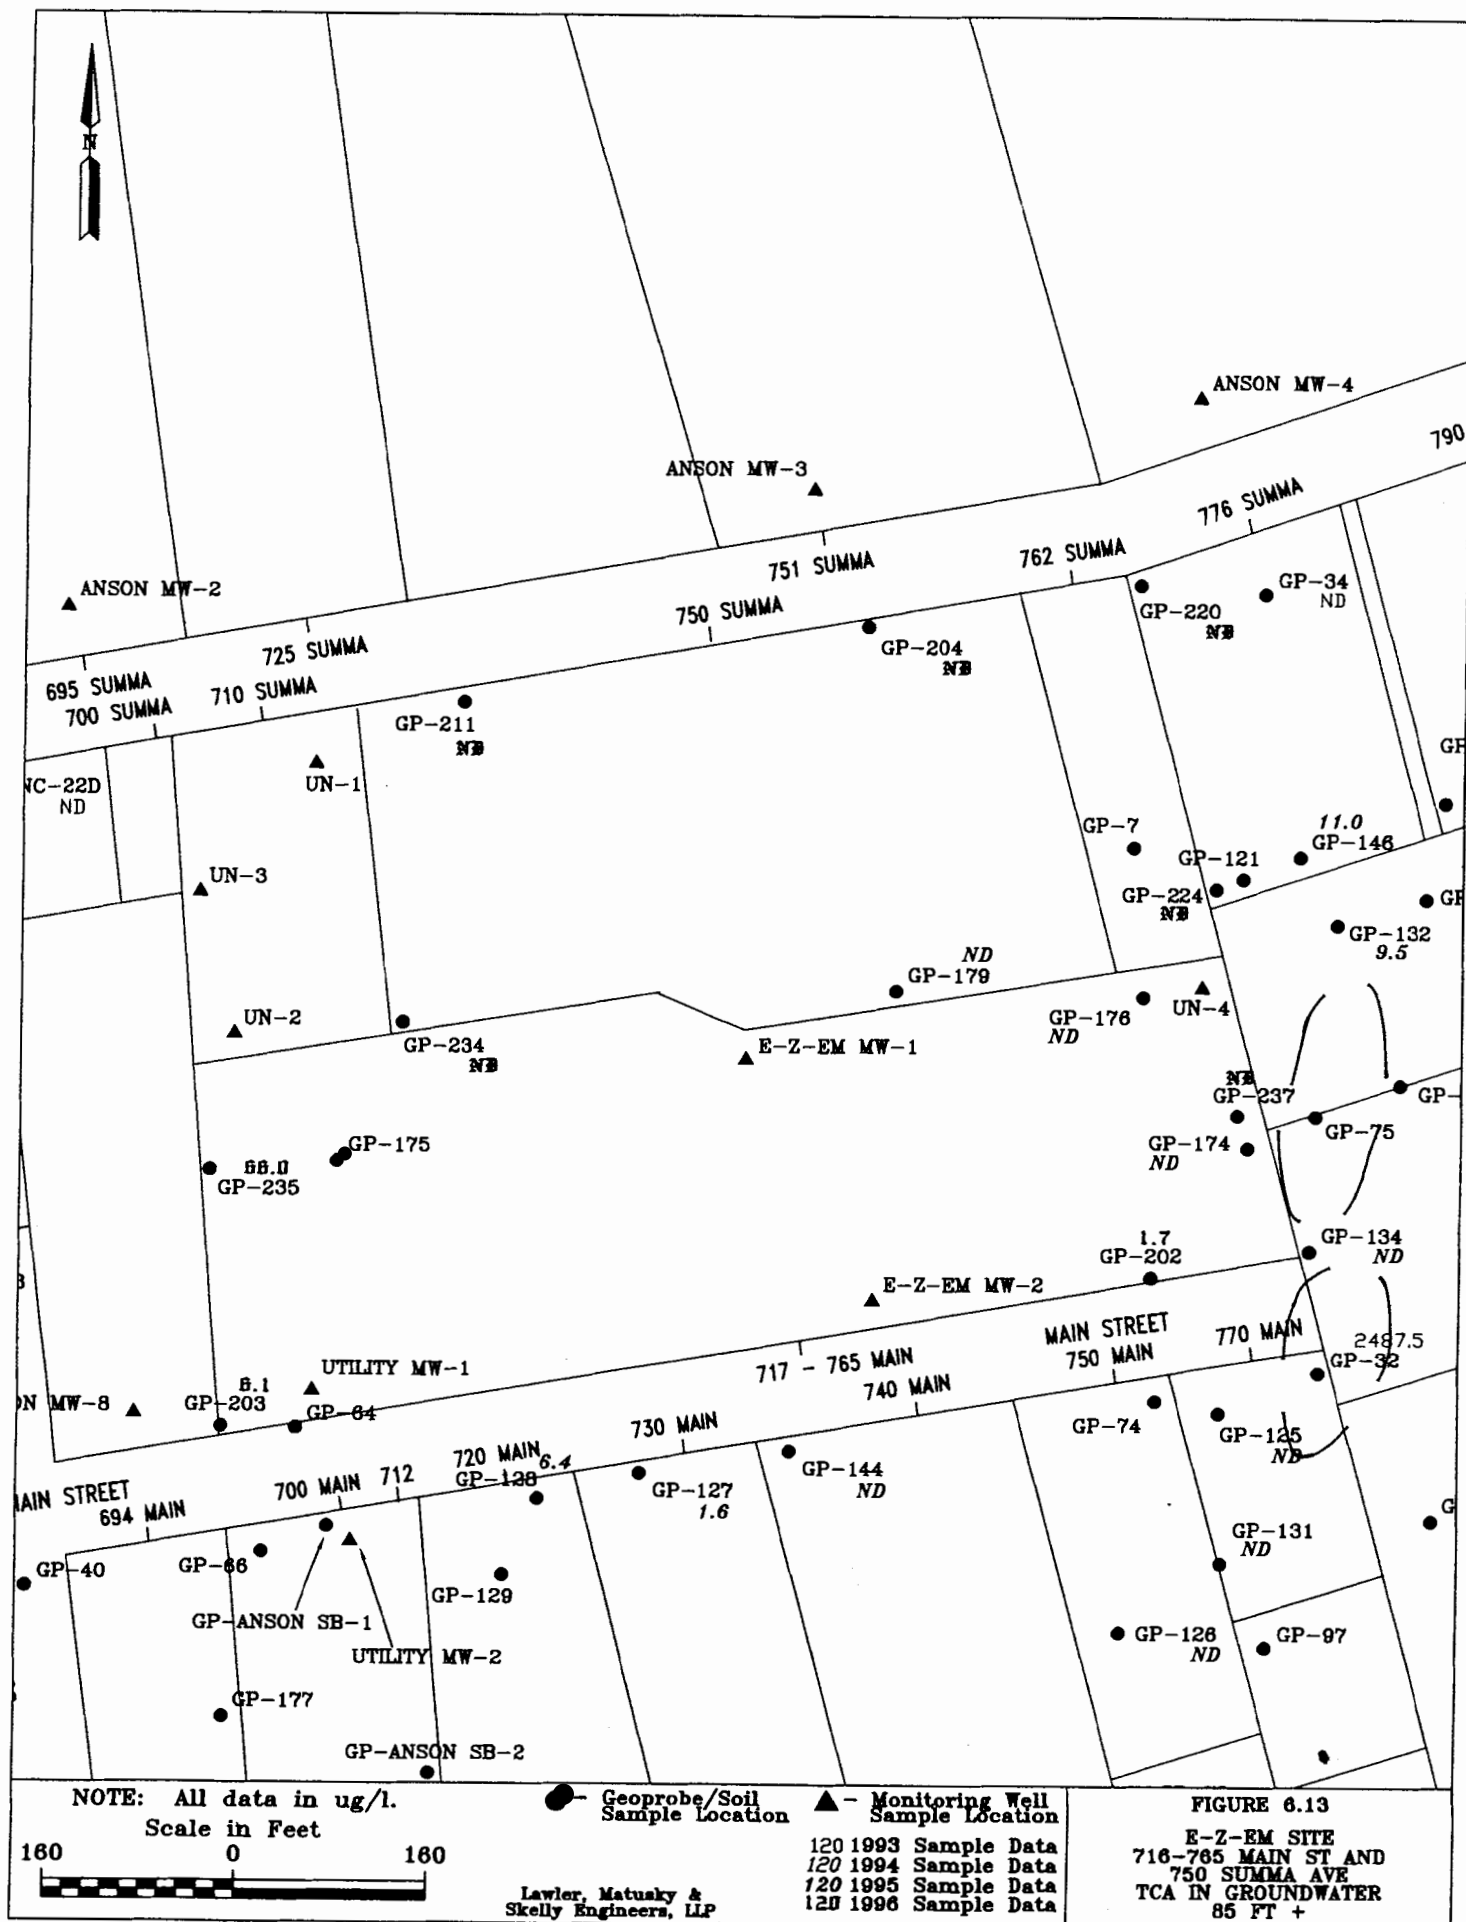 N
ANSON MW-4
790
ANSON MW-3
776 SUMMA
751 SUMMA
762 SUMMA
ANSON MW-2
750 SUMMA
GP-34
ND
GP-220
ND
725 SUMMA
GP-204
ND
695 SUMMA
710 SUMMA
700 SUMMA
GP-211
ND
UN-1
NC-22D
ND
GP
GP-7
11.0
GP-146
GP-121
UN-3
GP-224
ND
GP
GP-132
9.5
ND
GP-179
UN-4
GP-176
ND
UN-2
GP-234
ND
E-Z-EM MW-1
ND
GP-237
GP-
GP-75
GP-174
ND
GP-175
GP-235
1.7
GP-202
GP-134
ND
E-Z-EM MW-2
MAIN STREET
770 MAIN
2487.5
GP-32
750 MAIN
717 - 765 MAIN
740 MAIN
UTILITY MW-1
ON MW-8
GP-203
GP-64
GP-74
GP-125
ND
730 MAIN
720 MAIN
6.4
GP-128
GP-144
ND
GP-127
1.6
712
700 MAIN
MAIN STREET
694 MAIN
G
GP-131
ND
GP-40
GP-66
GP-129
GP-ANSON SB-1
UTILITY MW-2
GP-126
ND
GP-97
GP-177
GP-ANSON SB-2
NOTE: All data in ug/l.
Scale in Feet
160 0 160
- Geoprobe/Soil
Sample Location
- Monitoring Well
Sample Location
120 1993 Sample Data
120 1994 Sample Data
120 1995 Sample Data
120 1996 Sample Data
Lawler, Matusky &
Skelly Engineers, LLP
FIGURE 6.13
E-Z-EM SITE
716-765 MAIN ST AND
750 SUMMA AVE
TCA IN GROUNDWATER
85 FT +